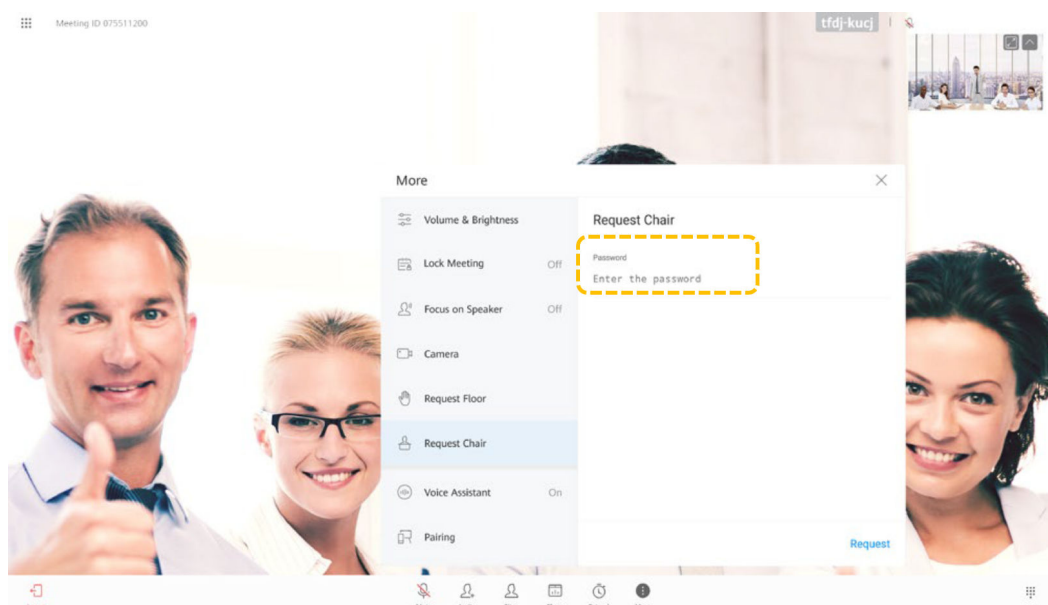 Meeting ID 075511200
tfdj-kucj
More
Volume & Brightness
Lock Meeting Off
Focus on Speaker Off
Camera
Request Floor
Request Chair
Voice Assistant On
Pairing
Request Chair
Password
Enter the password
Request